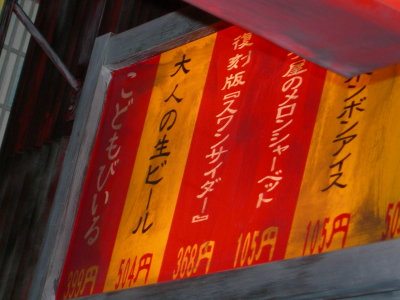 ンボンアイス
105円
屋のメロンシャーベット
105円
復刻版『スワンサイダー』
368円
大人の生ビール
504円
こどもびいる
399円